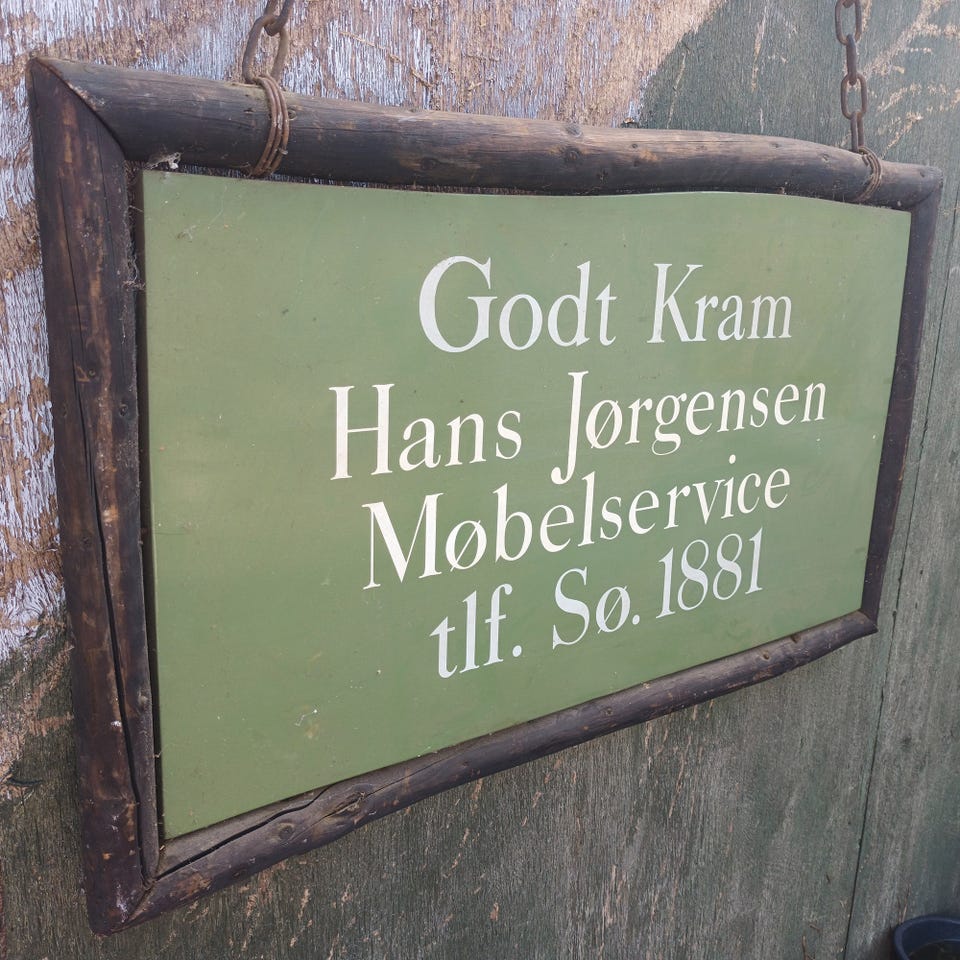 Godt Kram
Hans Jørgensen
Møbelservice
tlf. Sø. 1881